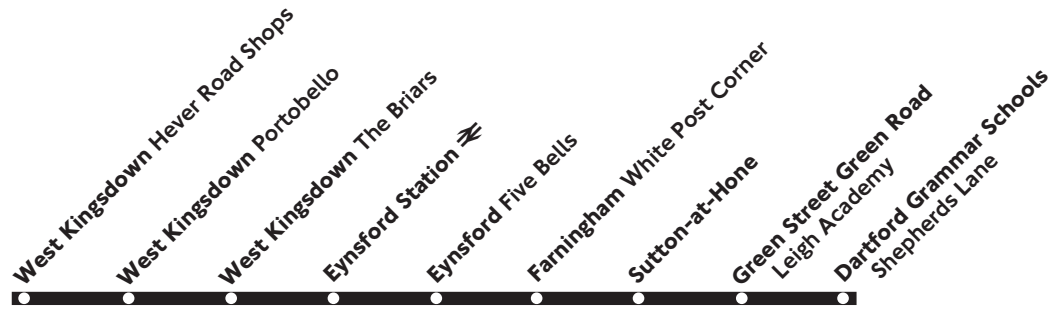 West Kingsdown Hever Road Shops
West Kingsdown Portobello
West Kingsdown The Briars
Eynsford Station
Eynsford Five Bells
Farningham White Post Corner
Sutton-at-Hone
Green Street Green Road
Leigh Academy
Dartford Grammar Schools
Shepherds Lane